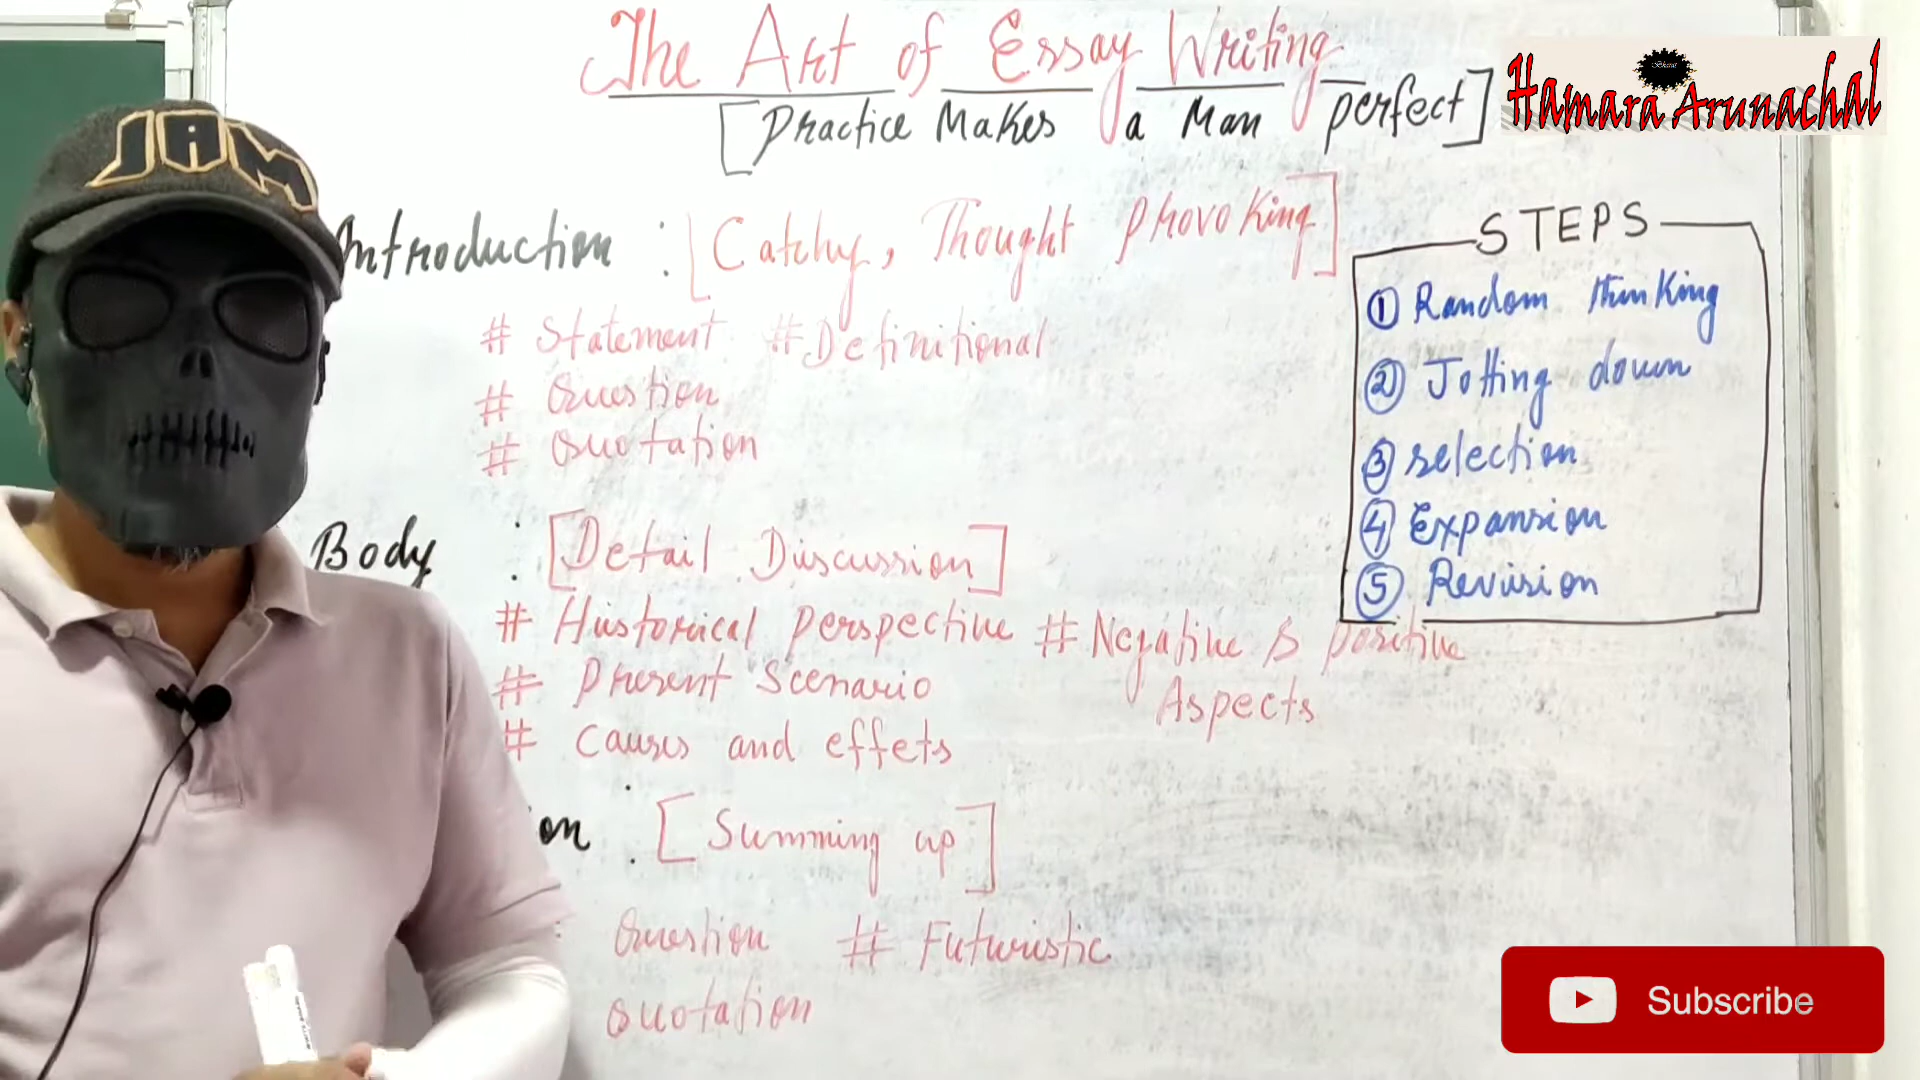 The Art of Essay Writing
[Practice Makes a Man perfect]
Hamara Arunachal
JAM
Introduction : [Catchy, Thought provoking]
# Statement # Definitional
# Question
# Quotation
STEPS
① Random thinking
② Jotting down
③ selection
④ Expansion
⑤ Revision
Body : [Detail Discussion]
# Historical perspective # Negative & positive
Aspects
# Present Scenario
# Causes and effets
ion : [Summing up]
Question # Futuristic
Quotation
Subscribe